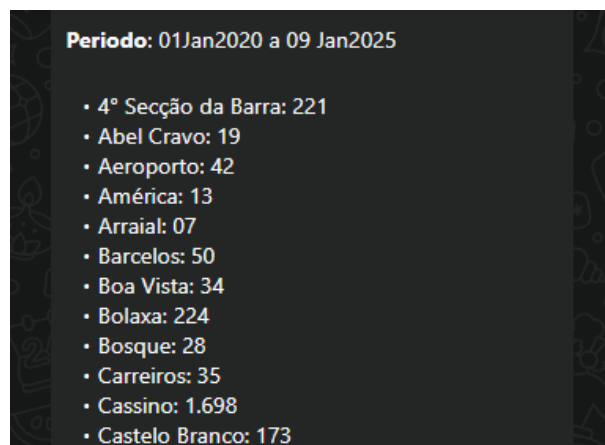 Periodo: 01Jan2020 a 09 Jan2025
• 4° Secção da Barra: 221
• Abel Cravo: 19
• Aeroporto: 42
• América: 13
• Arraial: 07
• Barcelos: 50
• Boa Vista: 34
• Bolaxa: 224
• Bosque: 28
• Carreiros: 35
• Cassino: 1.698
• Castelo Branco: 173